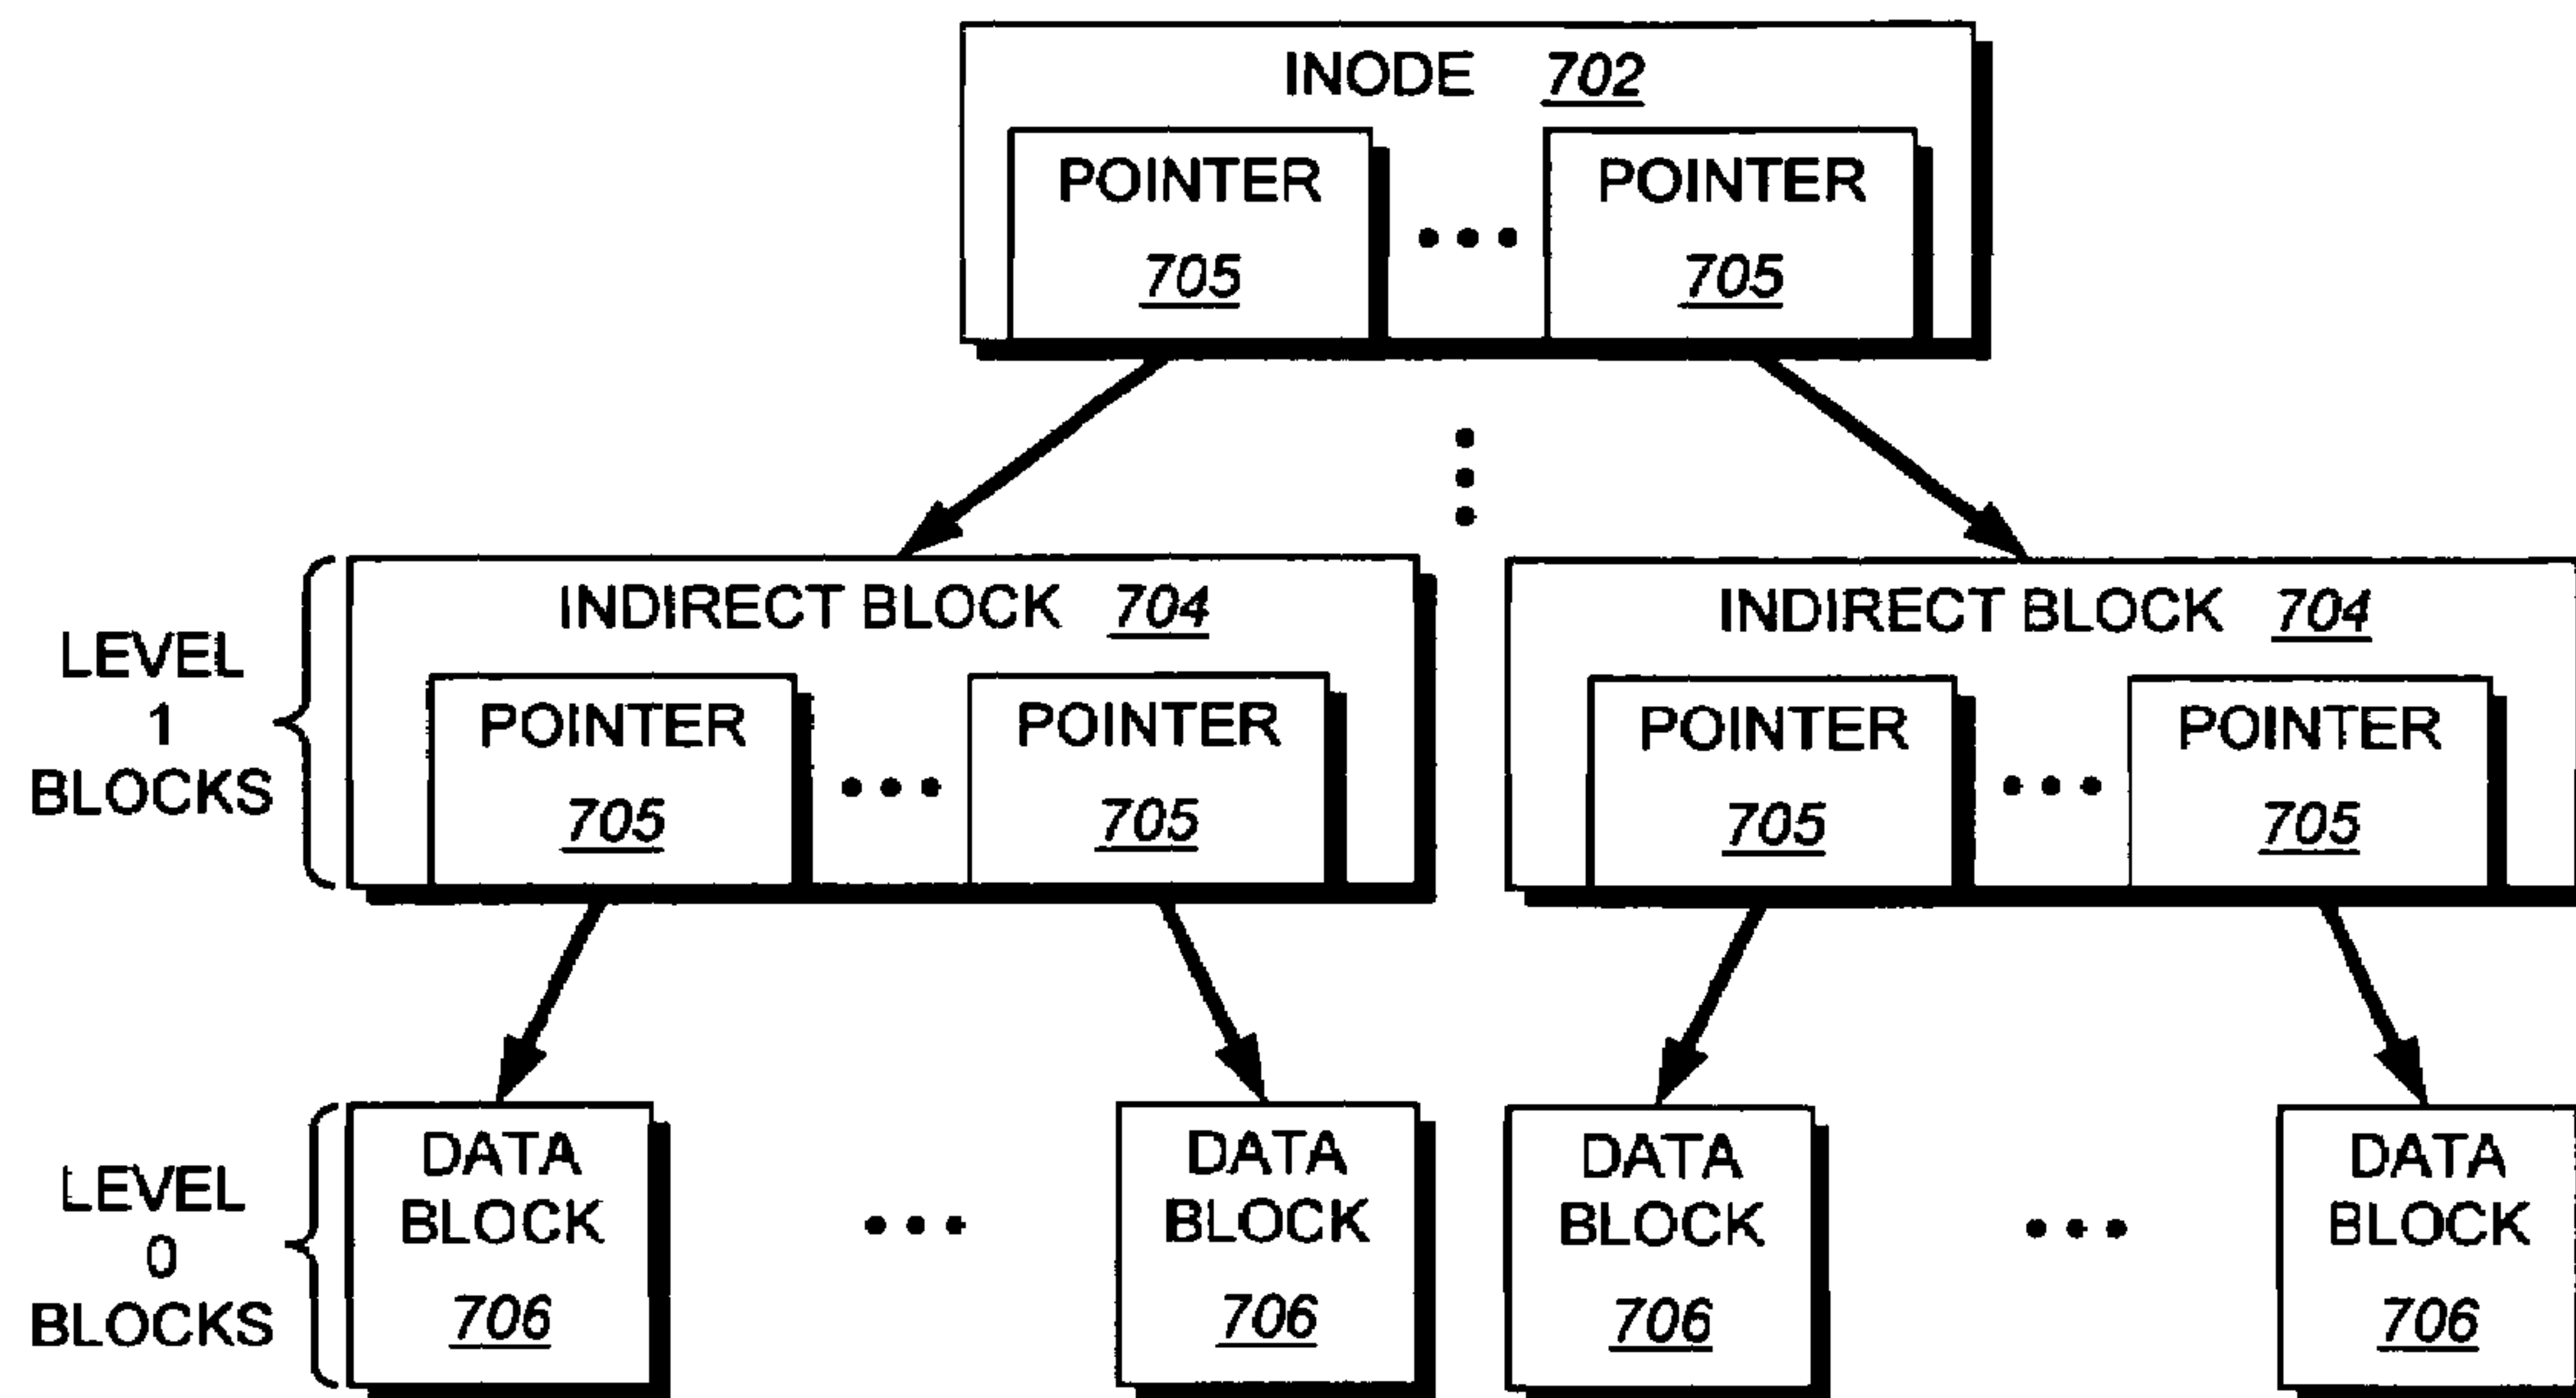 INODE 702
POINTER POINTER
705 ... 705
INDIRECT BLOCK 704 INDIRECT BLOCK 704
LEVEL
1
BLOCKS
POINTER POINTER POINTER POINTER
705 ... 705 705 ... 705
LEVEL
0
BLOCKS
DATA
BLOCK
706
...
DATA
BLOCK
706
DATA
BLOCK
706
...
DATA
BLOCK
706